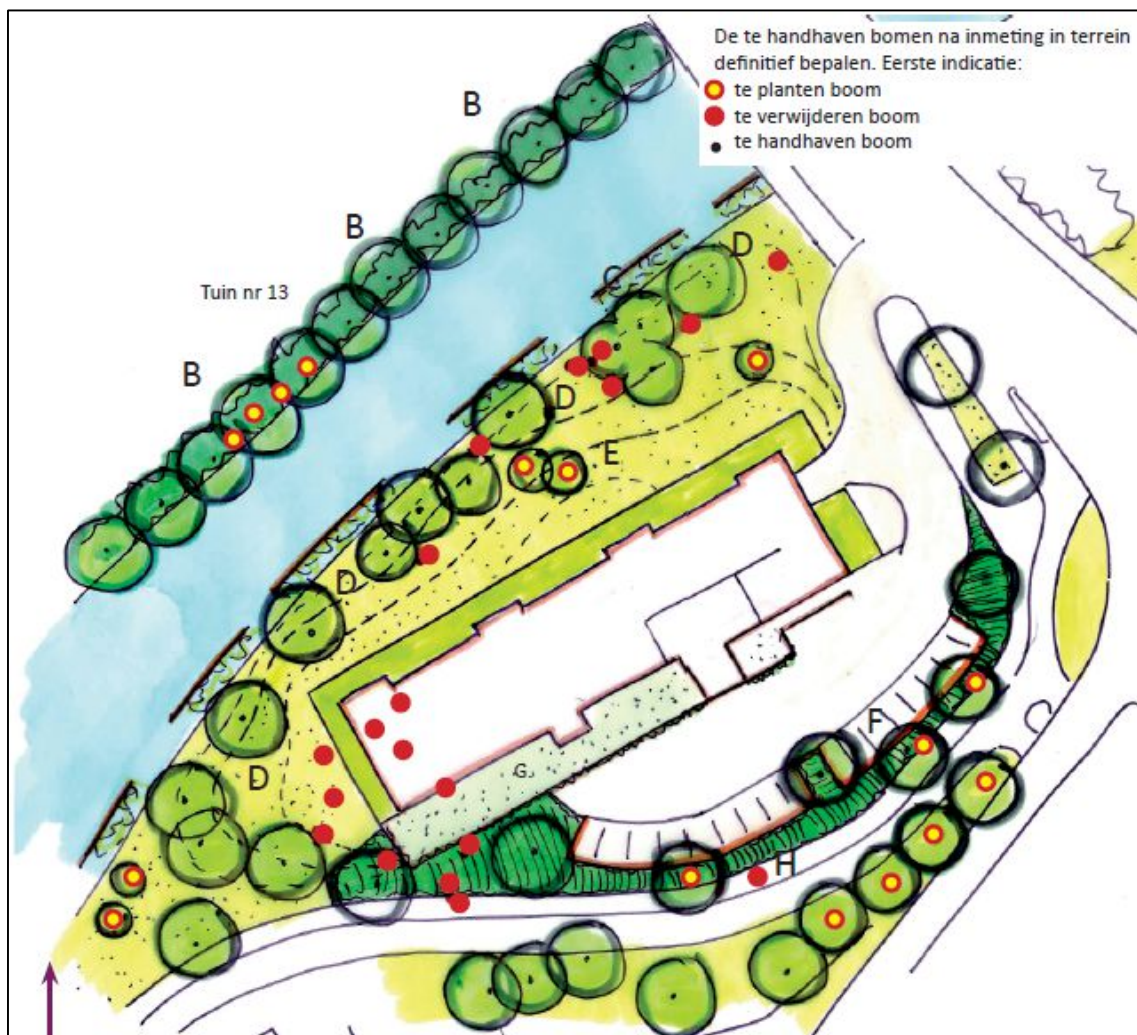 De te handhaven bomen na inmeting in terrein
definitief bepalen. Eerste indicatie:
te planten boom
te verwijderen boom
te handhaven boom
B
B
Tuin nr 13
B
C
D
D
E
D
D
F
G
H